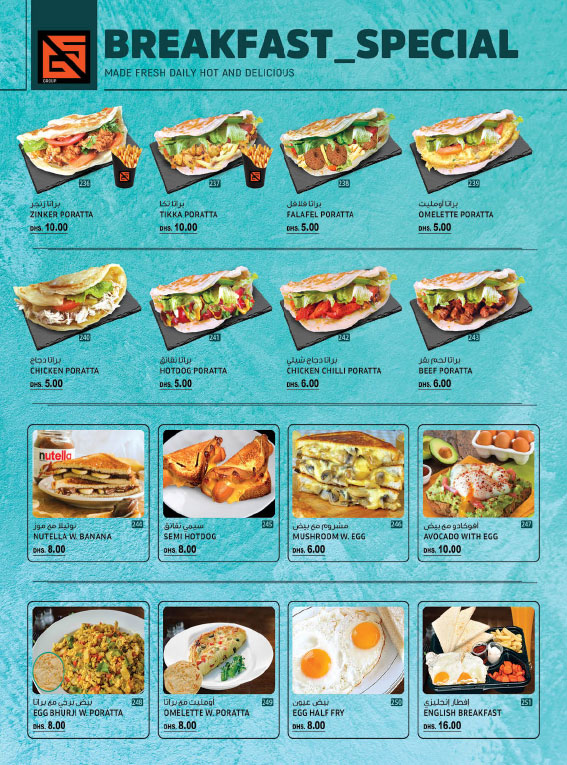 GROUP
BREAKFAST_SPECIAL
MADE FRESH DAILY HOT AND DELICIOUS
236
237
238
239
براتا زنجر
ZINKER PORATTA
DHS. 10.00
براتا تكا
TIKKA PORATTA
DHS. 10.00
براتا فلافل
FALAFEL PORATTA
DHS. 5.00
براتا أومليت
OMELETTE PORATTA
DHS. 5.00
240
241
242
243
براتا دجاج
CHICKEN PORATTA
DHS. 5.00
براتا نقانق
HOTDOG PORATTA
DHS. 5.00
براتا دجاج شيلي
CHICKEN CHILLI PORATTA
DHS. 6.00
براتا لحم بقر
BEEF PORATTA
DHS. 6.00
nutella
نوتيلا مع موز
244
NUTELLA W. BANANA
DHS. 8.00
سيمي نقانق
245
SEMI HOTDOG
DHS. 8.00
مشروم مع بيض
246
MUSHROOM W. EGG
DHS. 6.00
أفوكادو مع بيض
247
AVOCADO WITH EGG
DHS. 10.00
بيض برجي مع براتا
248
EGG BHURJI W. PORATTA
DHS. 8.00
أومليت مع براتا
249
OMELETTE W. PORATTA
DHS. 8.00
بيض عيون
250
EGG HALF FRY
DHS. 8.00
إفطار إنجليزي
251
ENGLISH BREAKFAST
DHS. 16.00